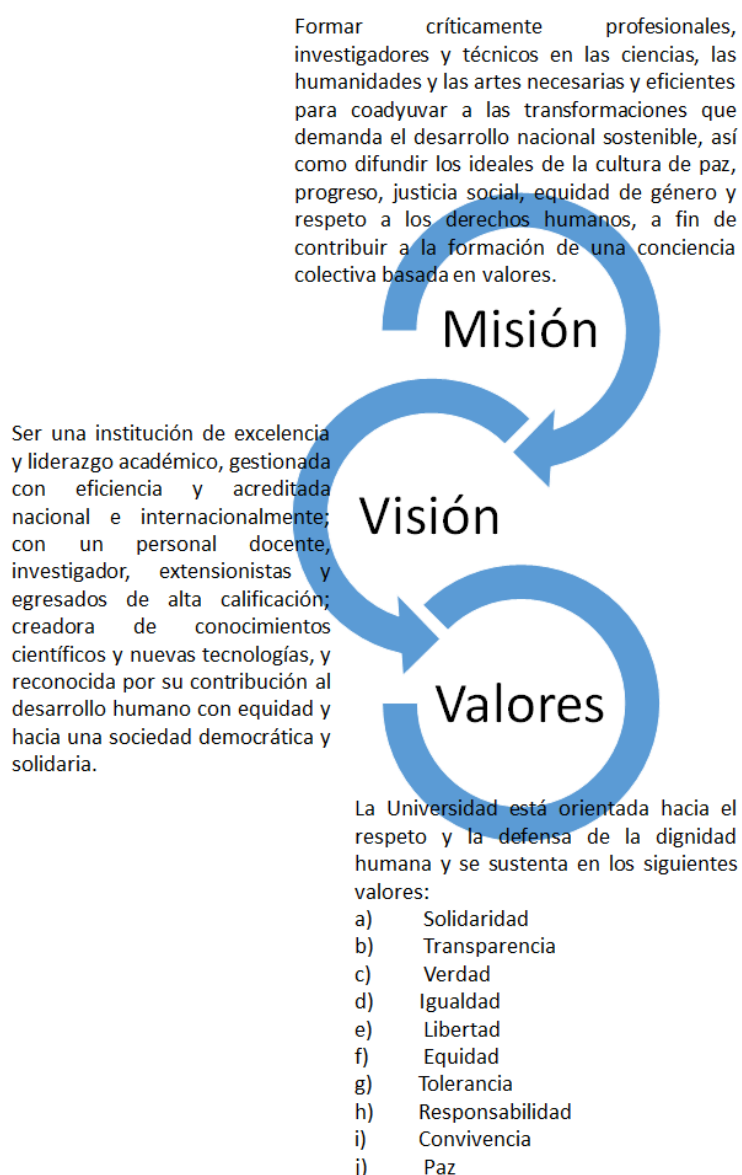 Formar críticamente profesionales,
investigadores y técnicos en las ciencias, las
humanidades y las artes necesarias y eficientes
para coadyuvar a las transformaciones que
demanda el desarrollo nacional sostenible, así
como difundir los ideales de la cultura de paz,
progreso, justicia social, equidad de género y
respeto a los derechos humanos, a fin de
contribuir a la formación de una conciencia
colectiva basada en valores.
Misión
Ser una institución de excelencia
y liderazgo académico, gestionada
con eficiencia y acreditada
nacional e internacionalmente;
con un personal docente,
investigador, extensionistas y
egresados de alta calificación;
creadora de conocimientos
científicos y nuevas tecnologías, y
reconocida por su contribución al
desarrollo humano con equidad y
hacia una sociedad democrática y
solidaria.
Visión
Valores
La Universidad está orientada hacia el
respeto y la defensa de la dignidad
humana y se sustenta en los siguientes
valores:
a) Solidaridad
b) Transparencia
c) Verdad
d) Igualdad
e) Libertad
f) Equidad
g) Tolerancia
h) Responsabilidad
i) Convivencia
j) Paz